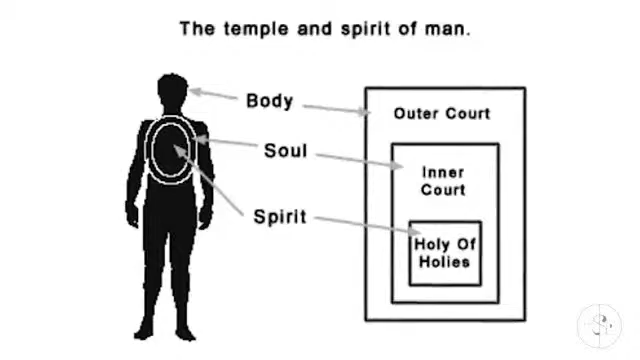 The temple and spirit of man.
Body
Outer Court
Soul
Inner
Court
Spirit
Holy Of
Holies